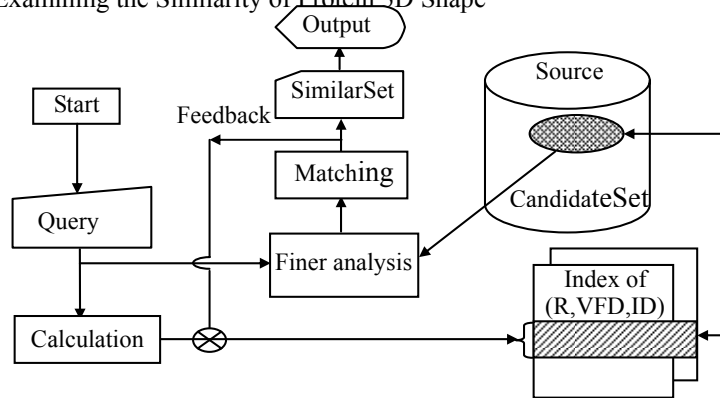 Examining the Similarity of Protein 3D Shape
Output
Source
Start
SimilarSet
Feedback
Matching
CandidateSet
Query
Finer analysis
Index of
(R,VFD,ID)
Calculation